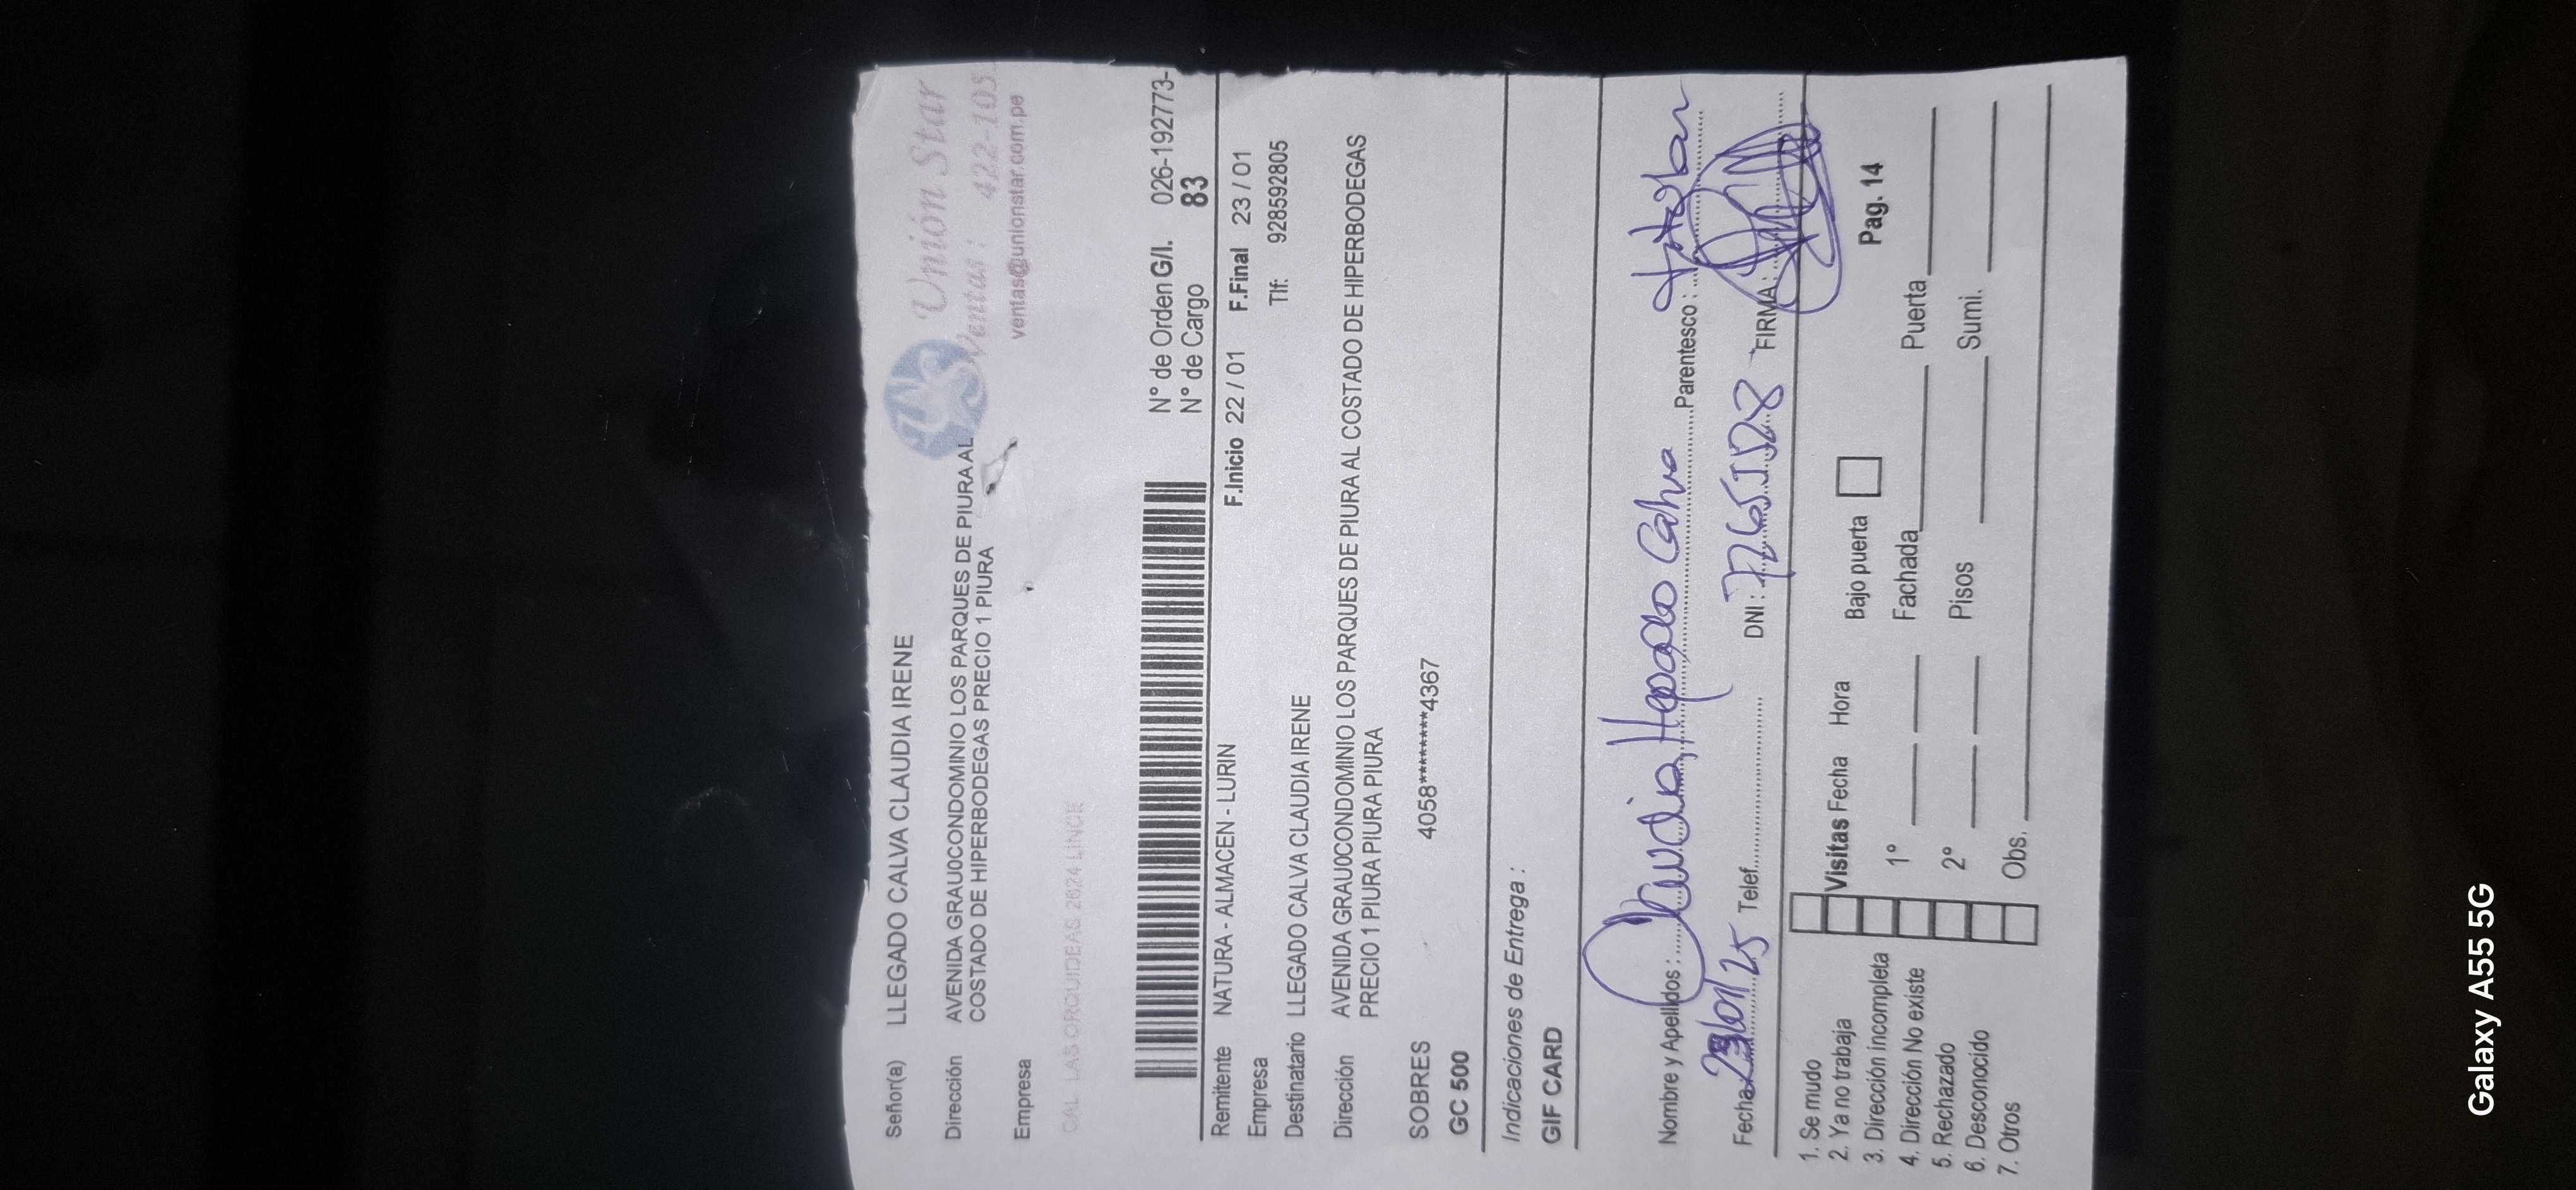 Unión Star
Ventas : 422-105
ventas@unionstar.com.pe
Señor(a) LLEGADO CALVA CLAUDIA IRENE
Dirección AVENIDA GRAU0CONDOMINIO LOS PARQUES DE PIURA AL
COSTADO DE HIPERBODEGAS PRECIO 1 PIURA
Empresa
CAL. LAS ORQUIDEAS 2624 LINCE
N° de Orden G/I. 026-192773-
N° de Cargo 83
Remitente NATURA - ALMACEN - LURIN F.Inicio 22 / 01 F.Final 23 / 01
Empresa Tlf: 928592805
Destinatario LLEGADO CALVA CLAUDIA IRENE
Dirección AVENIDA GRAU0CONDOMINIO LOS PARQUES DE PIURA AL COSTADO DE HIPERBODEGAS
PRECIO 1 PIURA PIURA PIURA
SOBRES 4058********4367
GC 500
Indicaciones de Entrega :
GIF CARD
Nombre y Apellidos : Claudia Llegado Calva Parentesco : titular
Fecha 23/01/25 Telef. DNI : FIRMA :
1. Se mudo
2. Ya no trabaja Visitas Fecha Hora Bajo puerta Pag. 14
3. Dirección incompleta
4. Dirección No existe 1° Fachada Puerta
5. Rechazado
6. Desconocido 2° Pisos Sumi.
7. Otros Obs.
Galaxy A55 5G